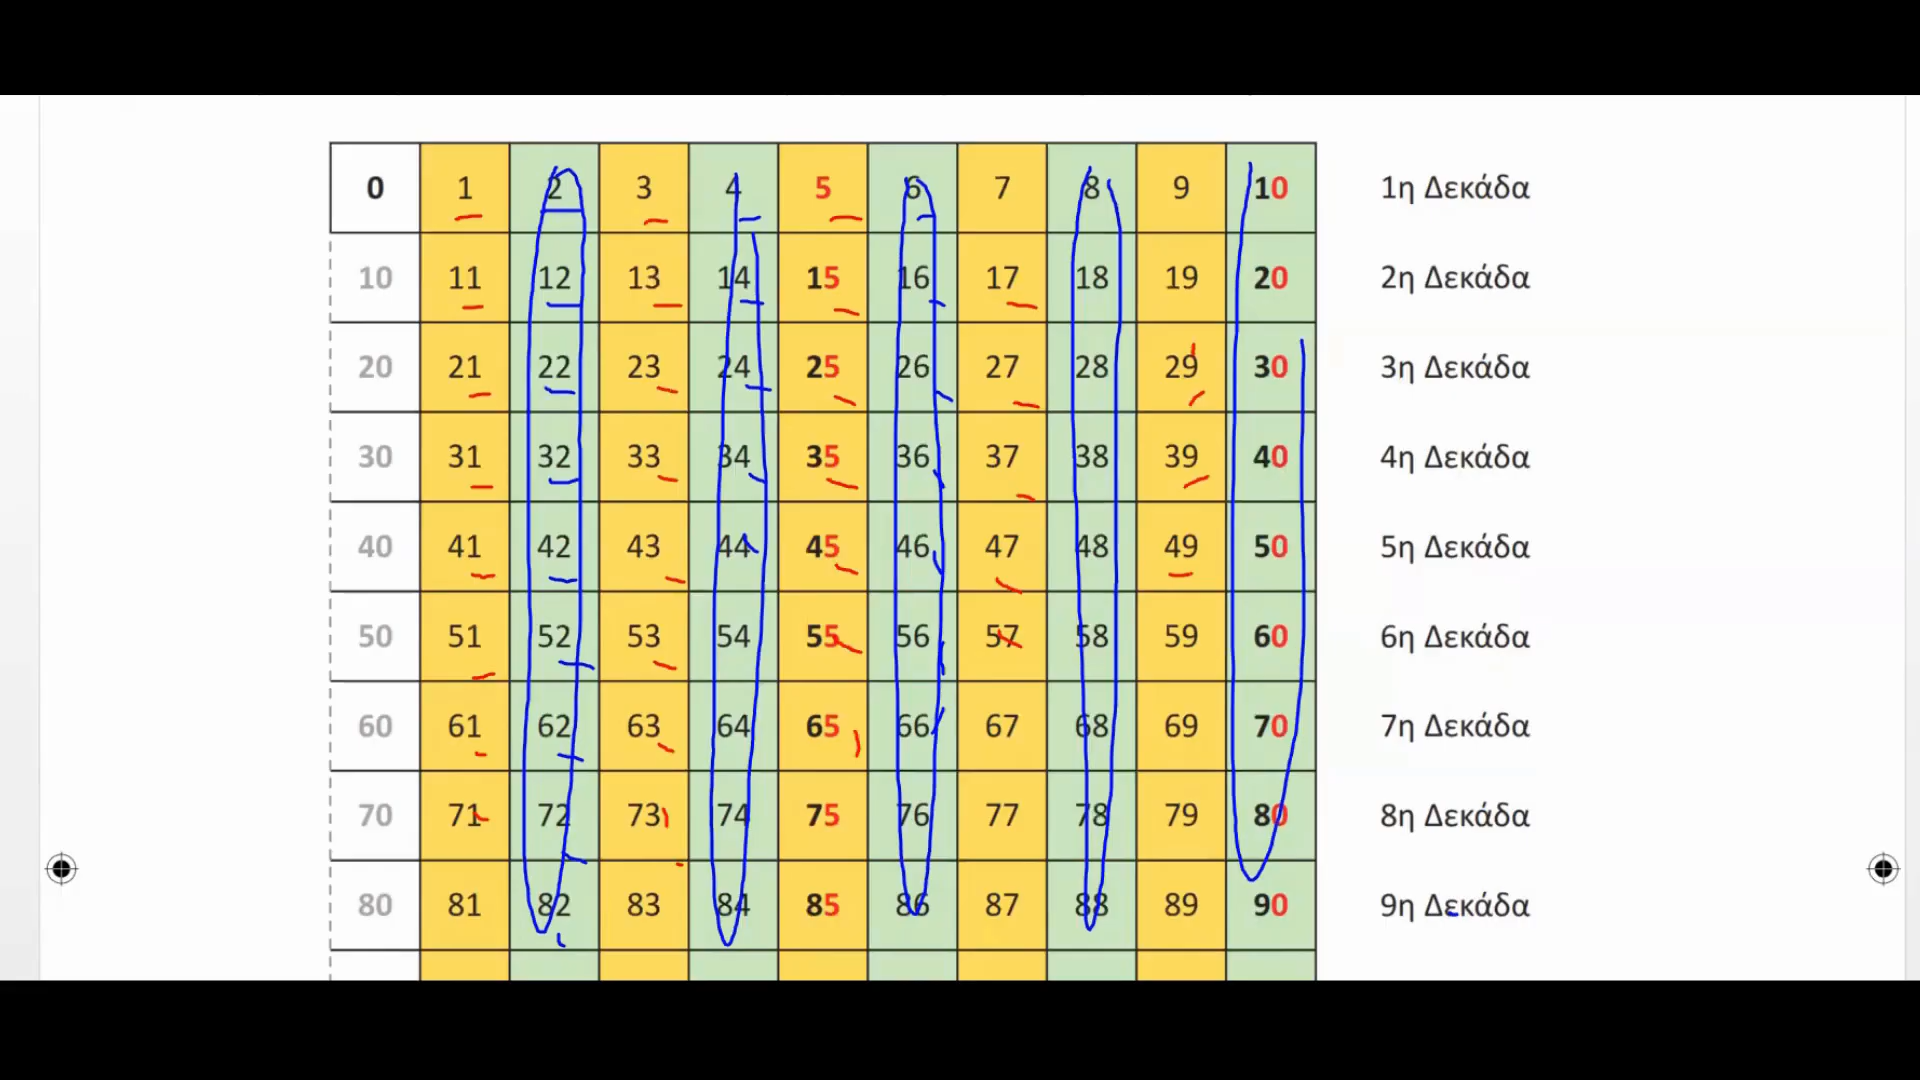 0 1 2 3 4 5 6 7 8 9 10 1η Δεκάδα
10 11 12 13 14 15 16 17 18 19 20 2η Δεκάδα
20 21 22 23 24 25 26 27 28 29 30 3η Δεκάδα
30 31 32 33 34 35 36 37 38 39 40 4η Δεκάδα
40 41 42 43 44 45 46 47 48 49 50 5η Δεκάδα
50 51 52 53 54 55 56 57 58 59 60 6η Δεκάδα
60 61 62 63 64 65 66 67 68 69 70 7η Δεκάδα
70 71 72 73 74 75 76 77 78 79 80 8η Δεκάδα
80 81 82 83 84 85 86 87 88 89 90 9η Δεκάδα